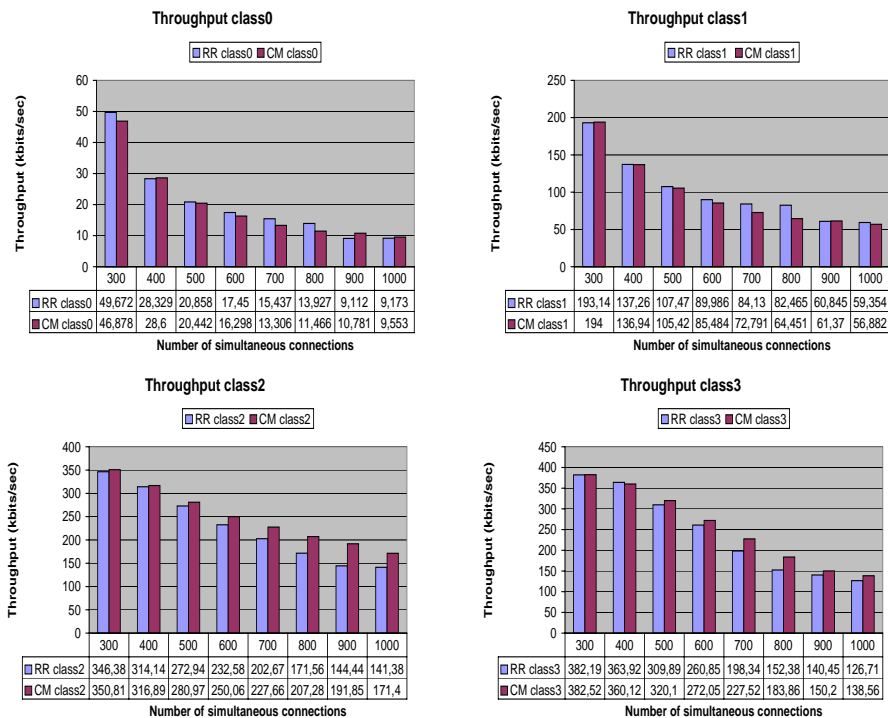 Throughput class0
RR class0 CM class0
Throughput (kbits/sec)
60
50
40
30
20
10
0
300 400 500 600 700 800 900 1000
RR class0 49,672 28,329 20,858 17,45 15,437 13,927 9,112 9,173
CM class0 46,878 28,6 20,442 16,298 13,306 11,466 10,781 9,553
Number of simultaneous connections
Throughput class1
RR class1 CM class1
Throughput (kbits/sec)
250
200
150
100
50
0
300 400 500 600 700 800 900 1000
RR class1 193,14 137,26 107,47 89,986 84,13 82,465 60,845 59,354
CM class1 194 136,94 105,42 85,484 72,791 64,451 61,37 56,882
Number of simultaneous connections
Throughput class2
RR class2 CM class2
Throughput (kbits/sec)
400
350
300
250
200
150
100
50
0
300 400 500 600 700 800 900 1000
RR class2 346,38 314,14 272,94 232,58 202,67 171,56 144,44 141,38
CM class2 350,81 316,89 280,97 250,06 227,66 207,28 191,85 171,4
Number of simultaneous connections
Throughput class3
RR class3 CM class3
Throughput (kbits/sec)
450
400
350
300
250
200
150
100
50
0
300 400 500 600 700 800 900 1000
RR class3 382,19 363,92 309,89 260,85 198,34 152,38 140,45 126,71
CM class3 382,52 360,12 320,1 272,05 227,52 183,86 150,2 138,56
Number of simultaneous connections